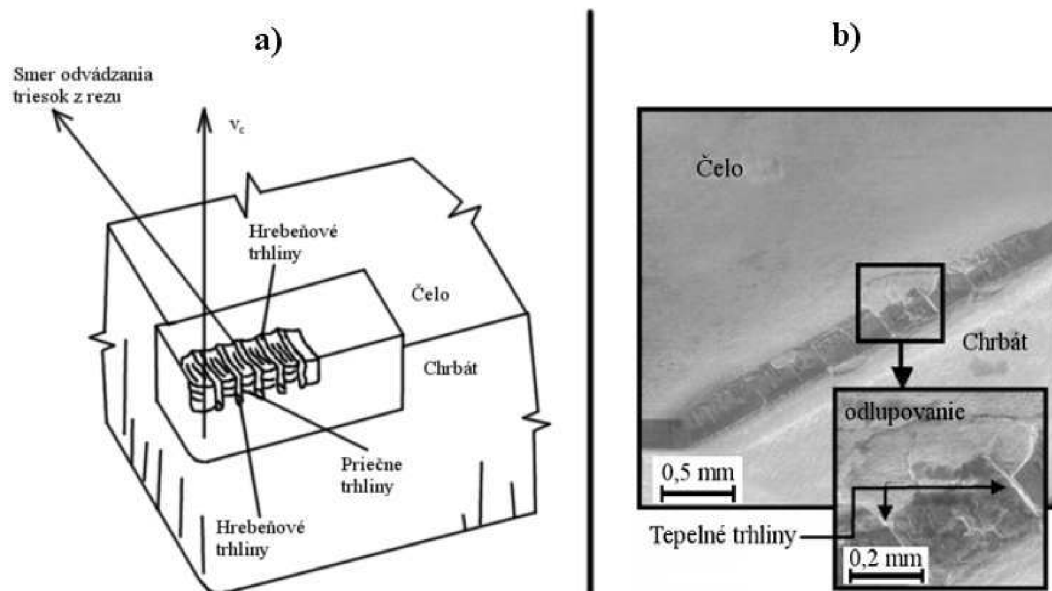 a)
Smer odvádzania
triesok z rezu
v_c
Hrebeňové
trhliny
Čelo
Chrbát
Priečne
trhliny
Hrebeňové
trhliny
b)
Čelo
Chrbát
odlupovanie
0,5 mm
Tepelné trhliny
0,2 mm